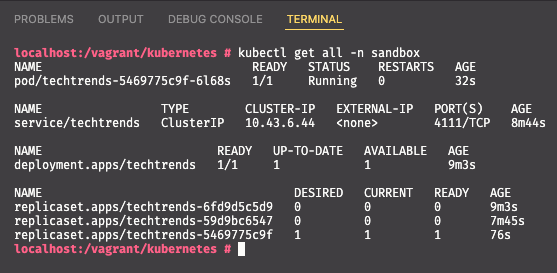 PROBLEMS OUTPUT DEBUG CONSOLE TERMINAL
localhost:/vagrant/kubernetes # kubectl get all -n sandbox
NAME READY STATUS RESTARTS AGE
pod/techtrends-5469775c9f-6l68s 1/1 Running 0 32s
NAME TYPE CLUSTER-IP EXTERNAL-IP PORT(S) AGE
service/techtrends ClusterIP 10.43.6.44 <none> 4111/TCP 8m44s
NAME READY UP-TO-DATE AVAILABLE AGE
deployment.apps/techtrends 1/1 1 1 9m3s
NAME DESIRED CURRENT READY AGE
replicaset.apps/techtrends-6fd9d5c5d9 0 0 0 9m3s
replicaset.apps/techtrends-59d9bc6547 0 0 0 7m45s
replicaset.apps/techtrends-5469775c9f 1 1 1 76s
localhost:/vagrant/kubernetes #